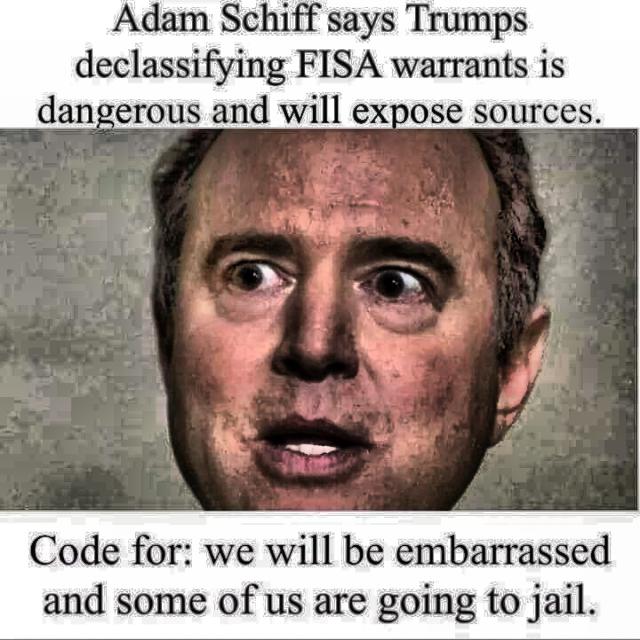 Adam Schiff says Trumps
declassifying FISA warrants is
dangerous and will expose sources.
Code for: we will be embarrassed
and some of us are going to jail.